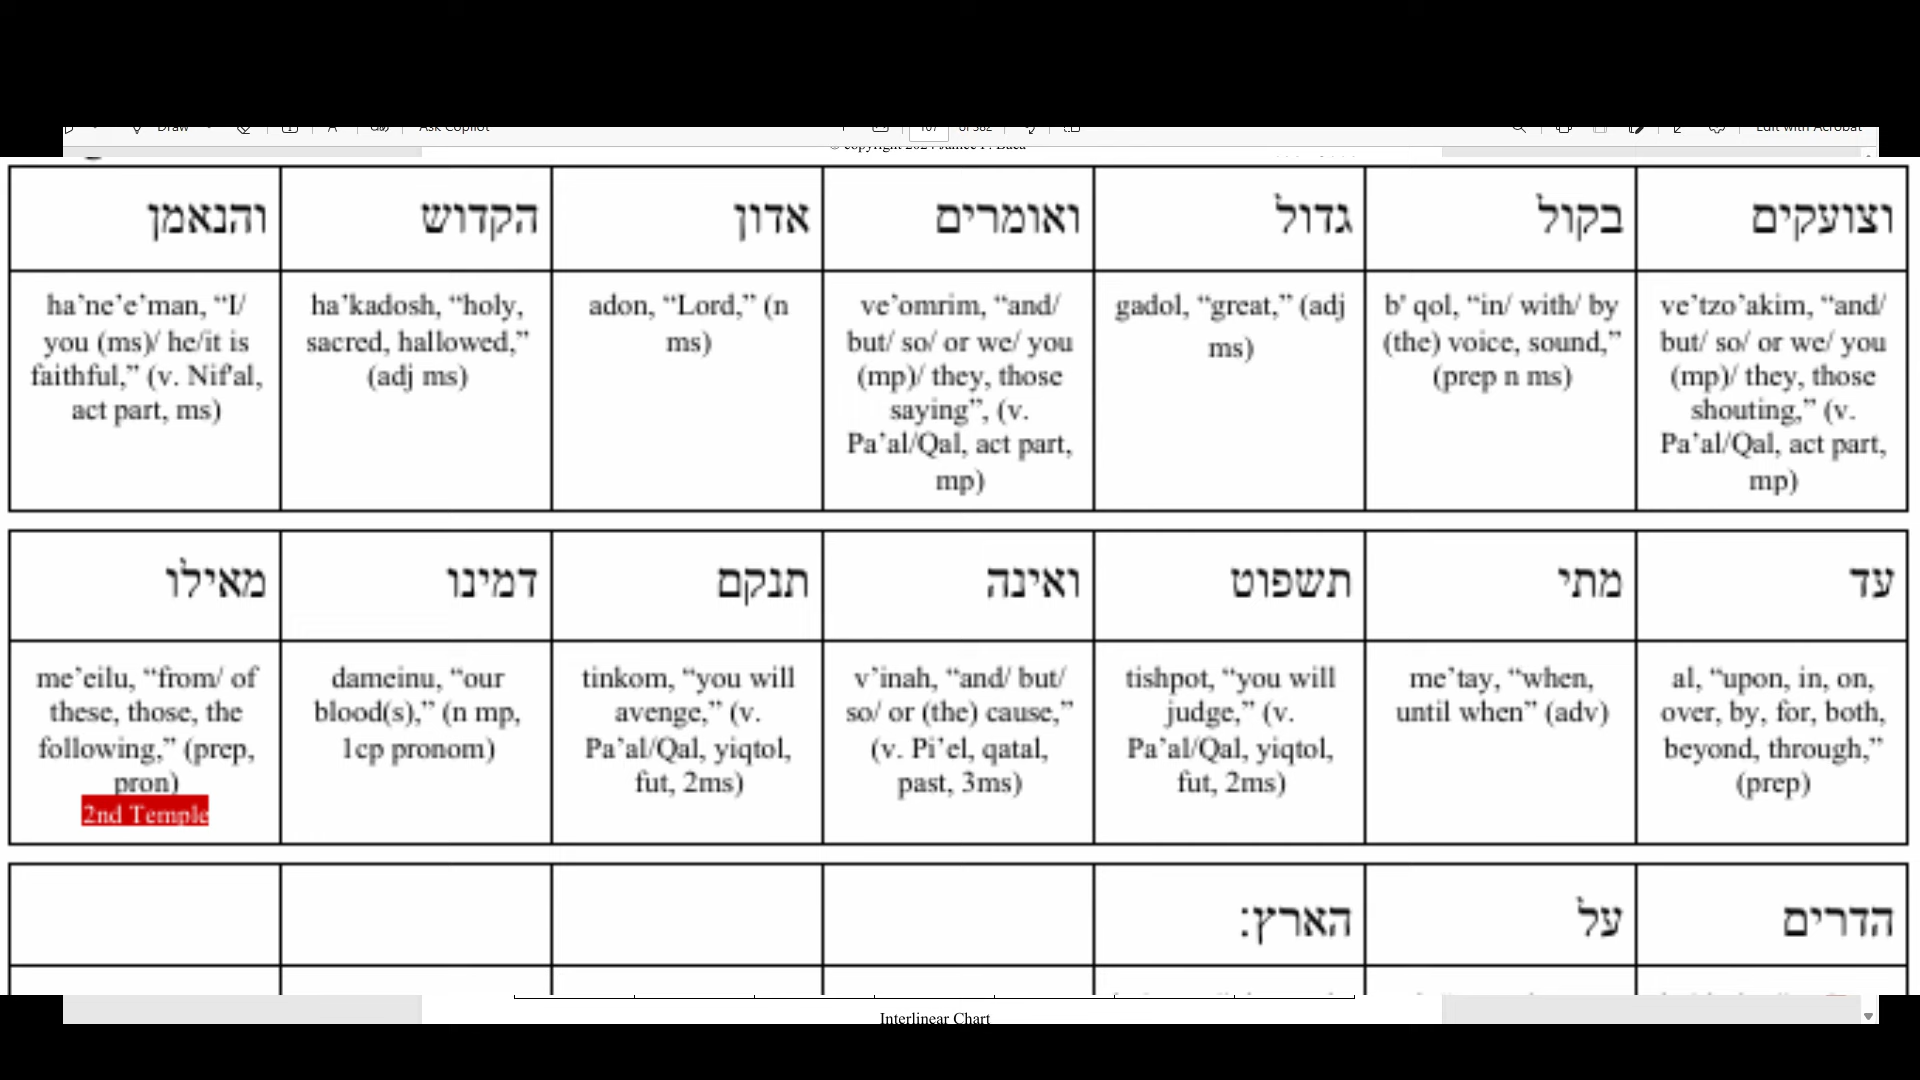 Draw
Ask Copilot
of 382
Edit with Acrobat
וצועקים בקול גדול ואומרים אדון הקדוש והנאמן
ve’tzo’akim, “and/
but/ so/ or we/ you
(mp)/ they, those
shouting,” (v.
Pa’al/Qal, act part,
mp)
b' qol, “in/ with/ by
(the) voice, sound,”
(prep n ms)
gadol, “great,” (adj
ms)
ve’omrim, “and/
but/ so/ or we/ you
(mp)/ they, those
saying”, (v.
Pa’al/Qal, act part,
mp)
adon, “Lord,” (n
ms)
ha’kadosh, “holy,
sacred, hallowed,”
(adj ms)
ha’ne’e’man, “I/
you (ms)/ he/it is
faithful,” (v. Nif'al,
act part, ms)
עד מתי תשפוט ואינה תנקם דמינו מאילו
al, “upon, in, on,
over, by, for, both,
beyond, through,”
(prep)
me’tay, “when,
until when” (adv)
tishpot, “you will
judge,” (v.
Pa’al/Qal, yiqtol,
fut, 2ms)
v’inah, “and/ but/
so/ or (the) cause,”
(v. Pi’el, qatal,
past, 3ms)
tinkom, “you will
avenge,” (v.
Pa’al/Qal, yiqtol,
fut, 2ms)
dameinu, “our
blood(s),” (n mp,
1cp pronom)
me’eilu, “from/ of
these, those, the
following,” (prep,
pron)
2nd Temple
הדרים על הארץ:
Interlinear Chart